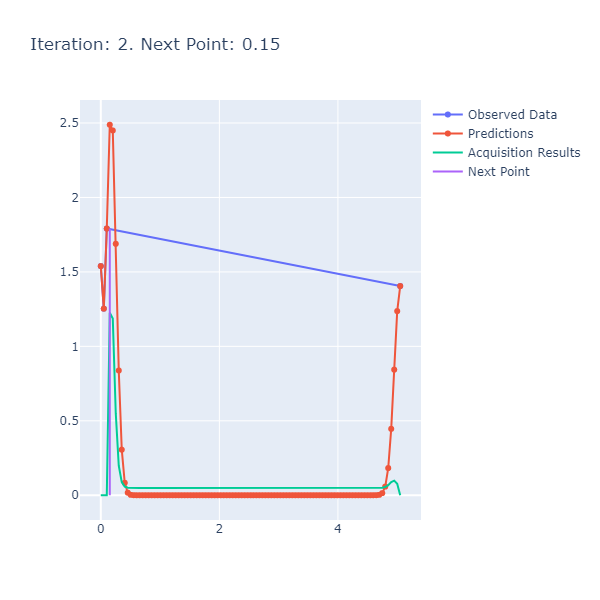 Iteration: 2. Next Point: 0.15
Observed Data
Predictions
Acquisition Results
Next Point
2.5
2
1.5
1
0.5
0
0 2 4